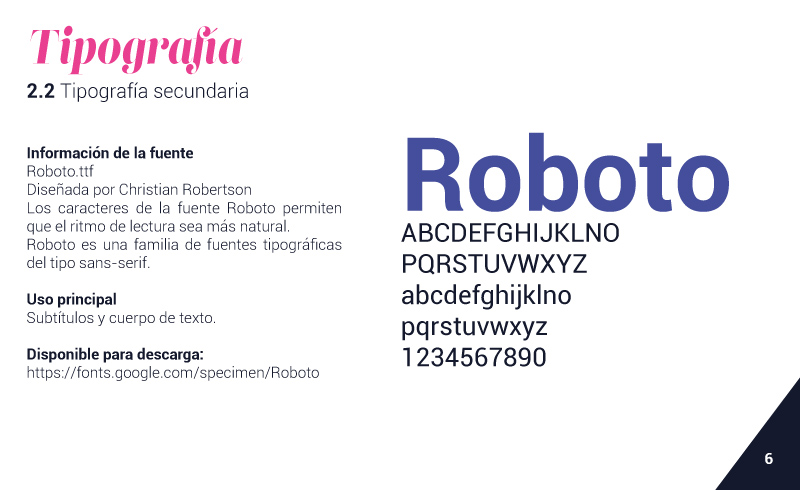 Tipografía
2.2 Tipografía secundaria
Información de la fuente
Roboto.ttf
Diseñada por Christian Robertson
Los caracteres de la fuente Roboto permiten
que el ritmo de lectura sea más natural.
Roboto es una familia de fuentes tipográficas
del tipo sans-serif.
Uso principal
Subtítulos y cuerpo de texto.
Disponible para descarga:
https://fonts.google.com/specimen/Roboto
Roboto
ABCDEFGHIJKLNO
PQRSTUVWXYZ
abcdefghijklno
pqrstuvwxyz
1234567890
6